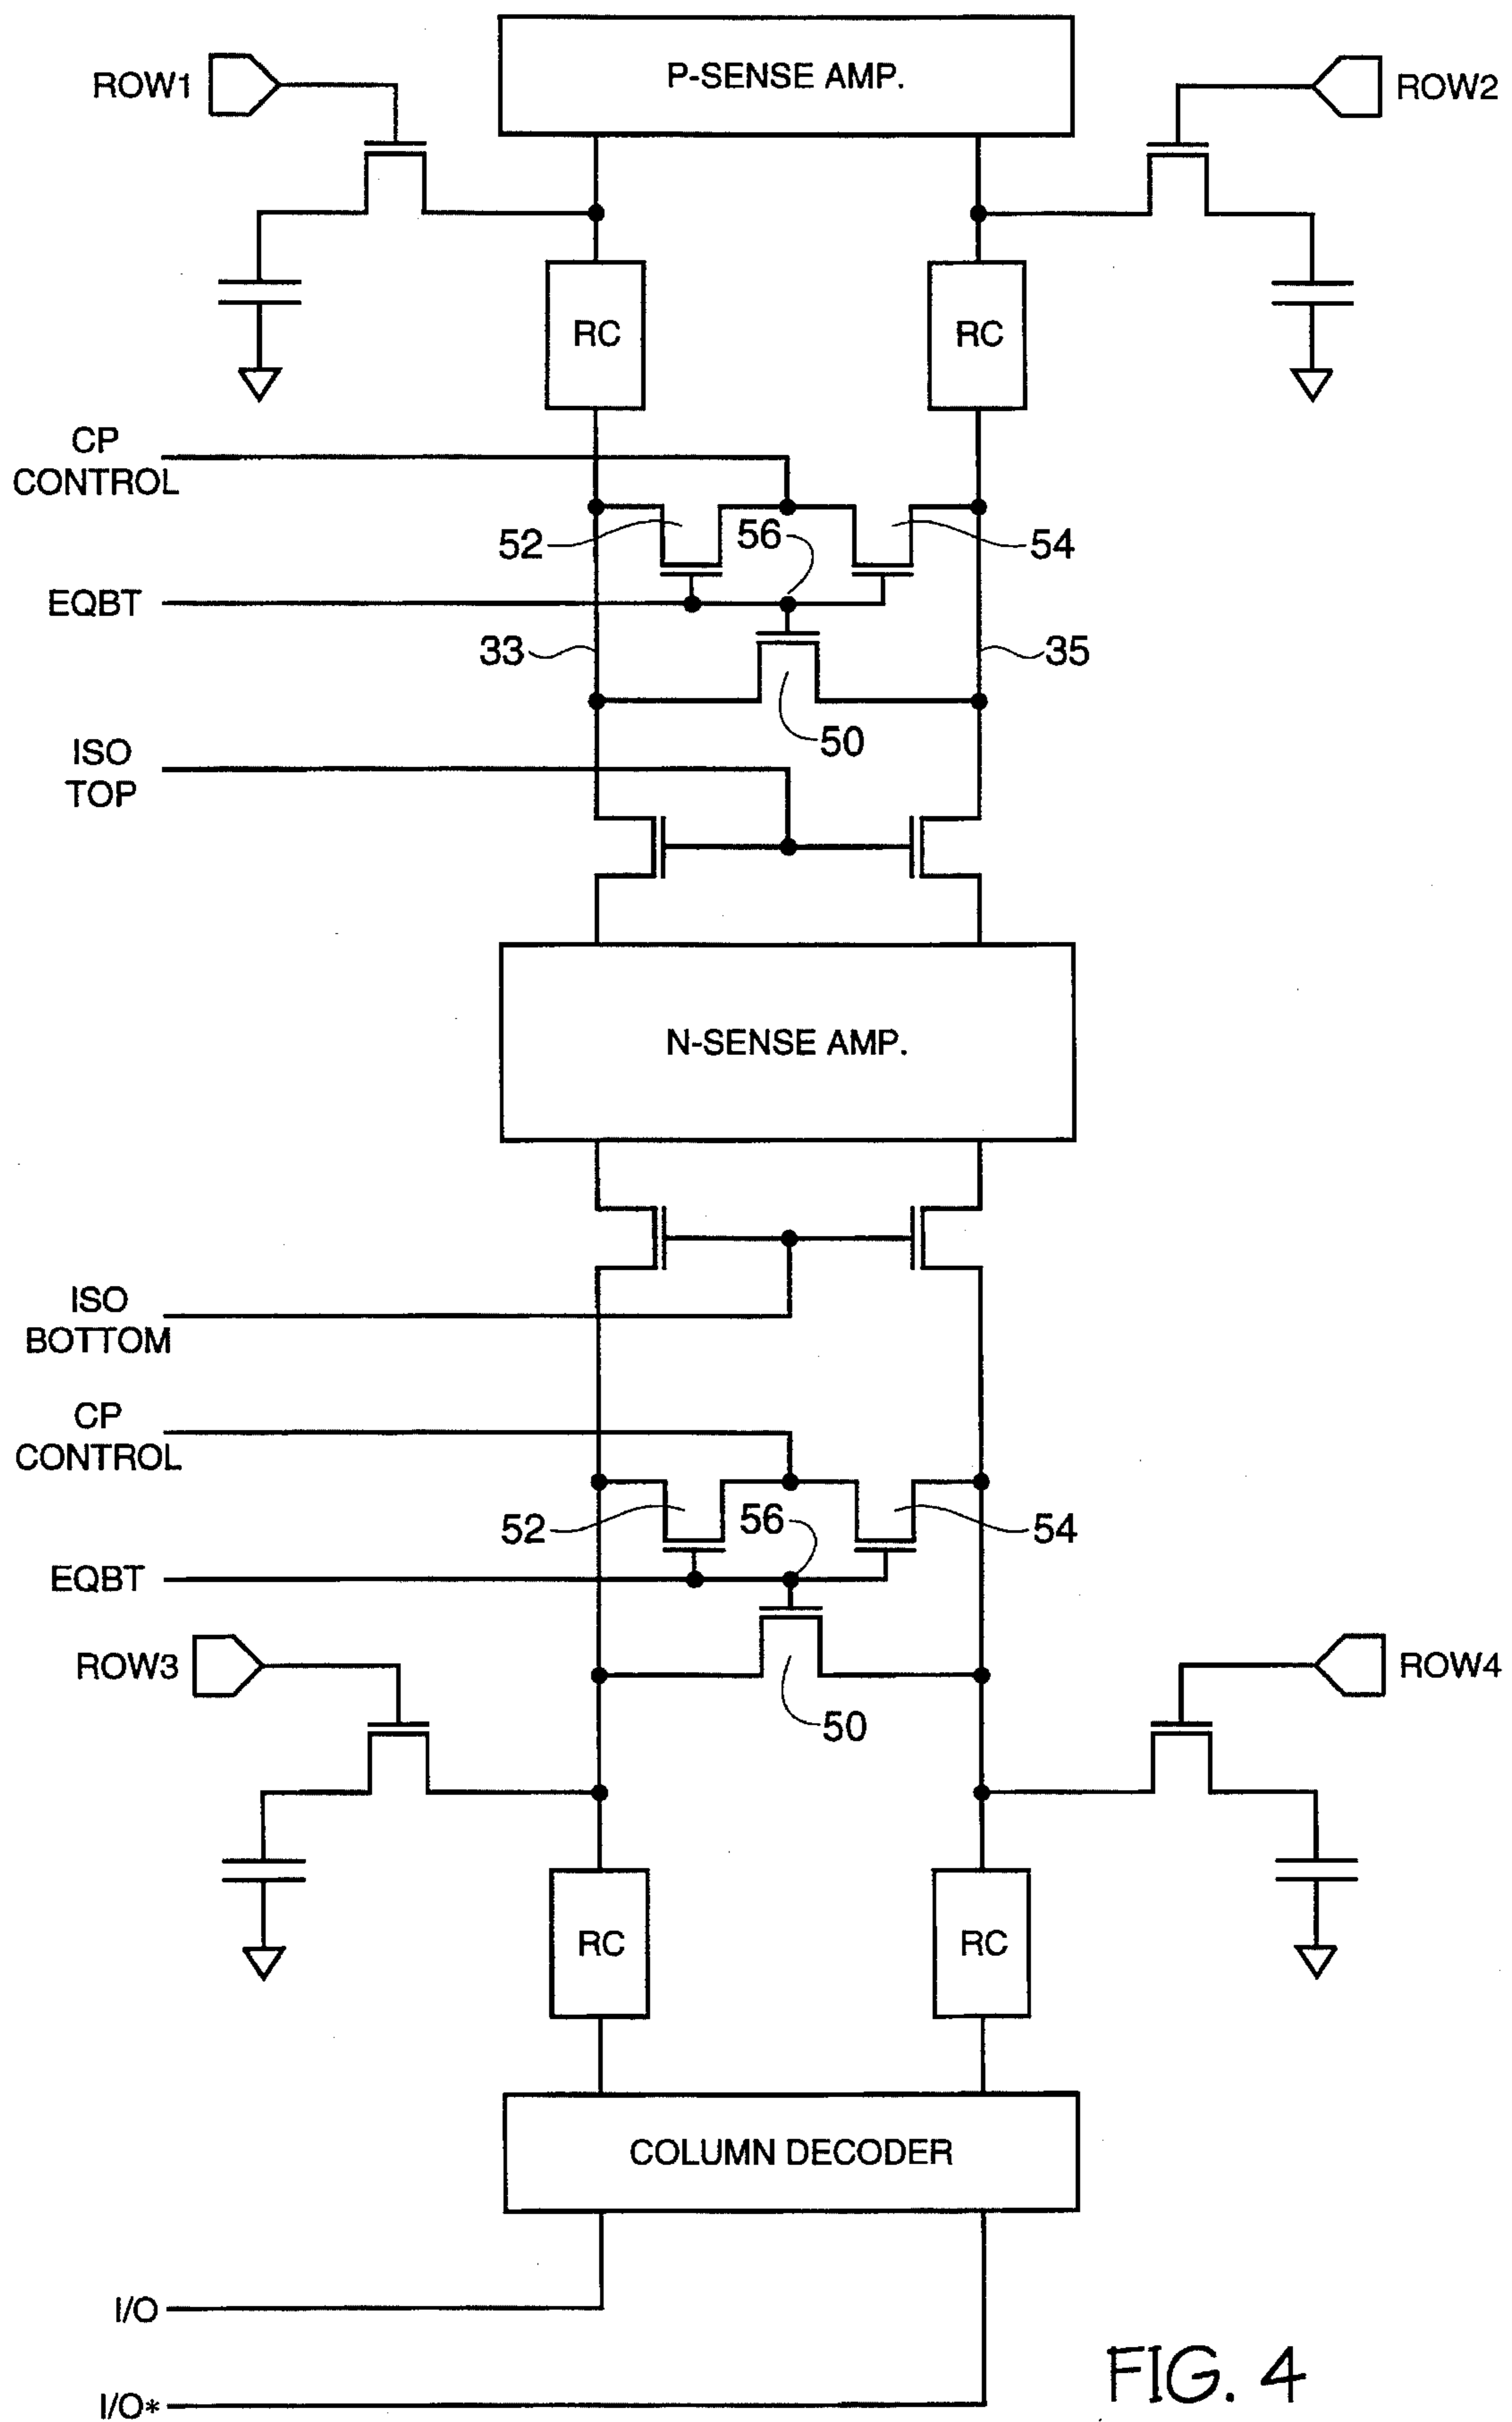 P-SENSE AMP.
ROW1
ROW2
RC
RC
CP
CONTROL
52
56
54
EQBT
33
35
50
ISO
TOP
N-SENSE AMP.
ISO
BOTTOM
CP
CONTROL
52
56
54
EQBT
ROW3
ROW4
50
RC
RC
COLUMN DECODER
I/O
I/O*
FIG. 4